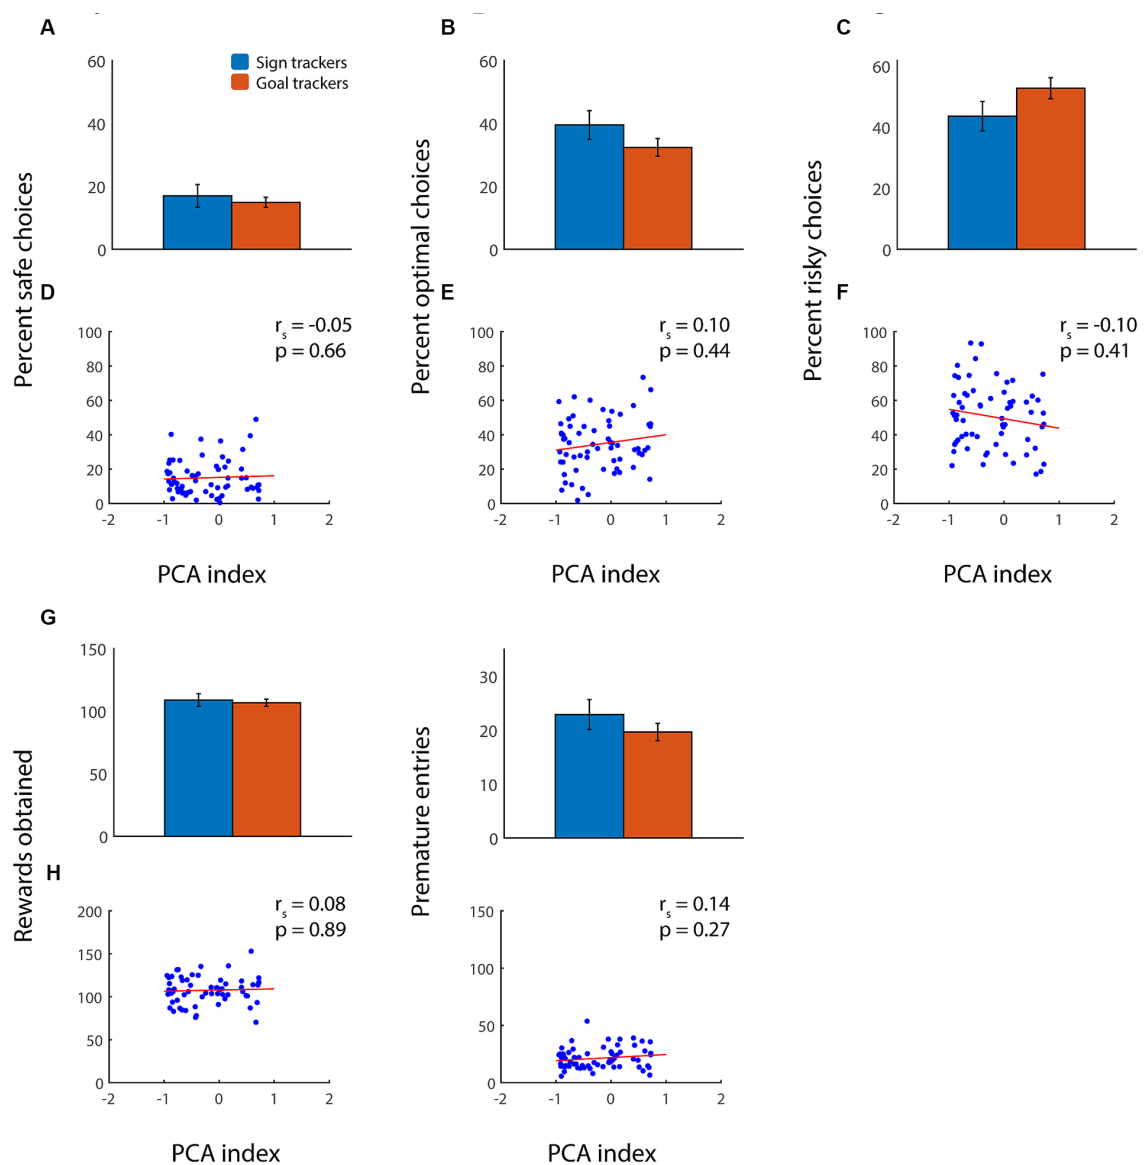 A
B
C
Sign trackers
Goal trackers
60
40
20
0
60
40
20
0
60
40
20
0
Percent safe choices
Percent optimal choices
Percent risky choices
D
E
F
rs = -0.05
p = 0.66
rs = 0.10
p = 0.44
rs = -0.10
p = 0.41
100
80
60
40
20
0
-2
-1
0
1
2
PCA index
100
80
60
40
20
0
-2
-1
0
1
2
PCA index
100
80
60
40
20
0
-2
-1
0
1
2
PCA index
G
150
100
50
0
30
20
10
0
Rewards obtained
Premature entries
H
rs = 0.08
p = 0.89
rs = 0.14
p = 0.27
200
150
100
50
0
-2
-1
0
1
2
PCA index
150
100
50
0
-2
-1
0
1
2
PCA index